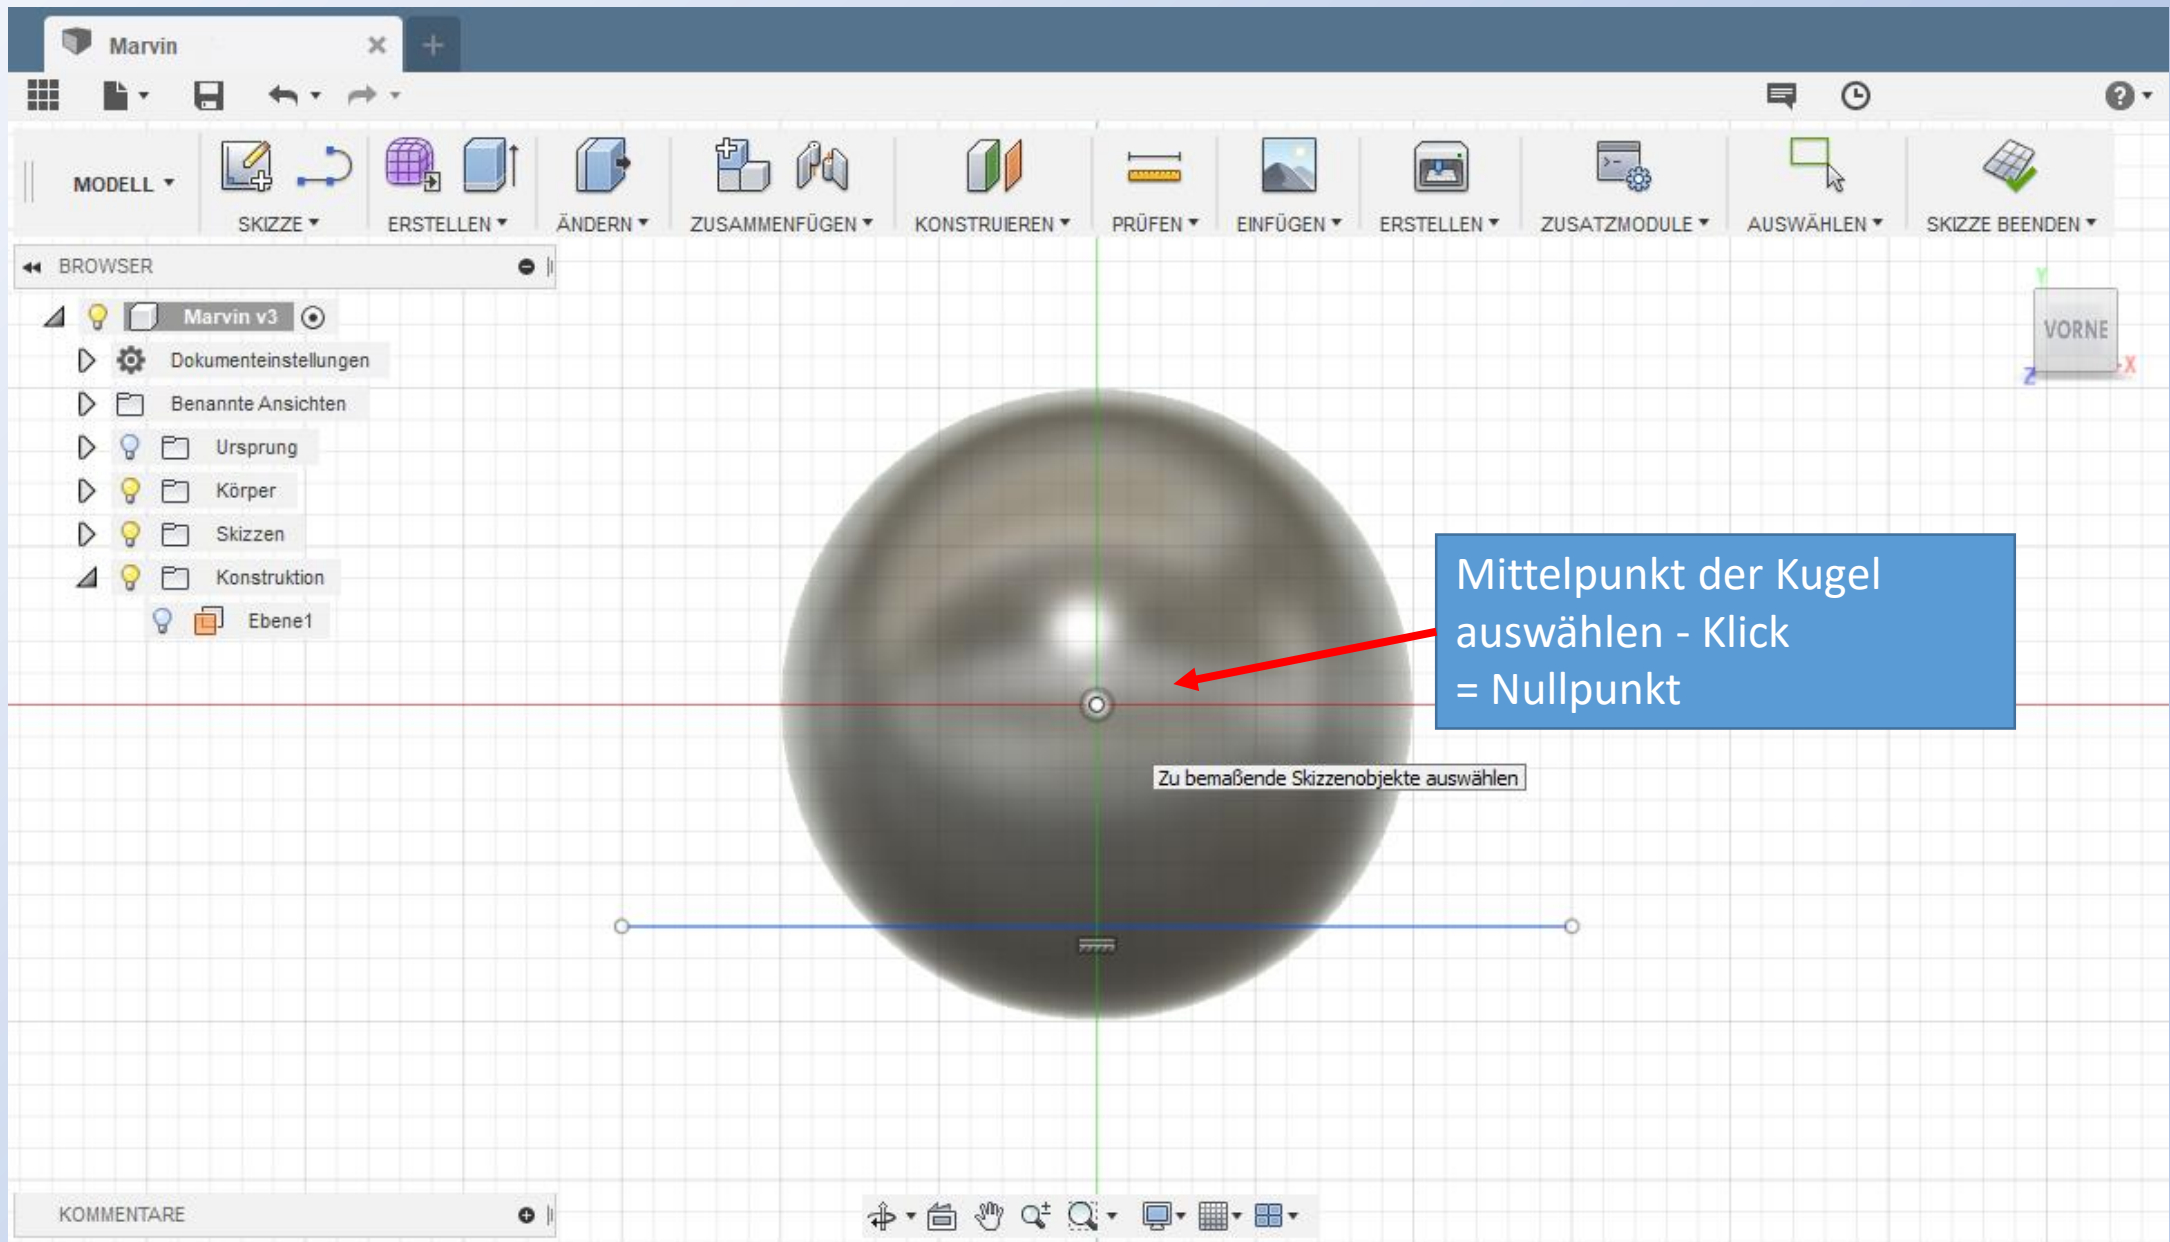 Marvin
MODELL
SKIZZE
ERSTELLEN
ÄNDERN
ZUSAMMENFÜGEN
KONSTRUIEREN
PRÜFEN
EINFÜGEN
ERSTELLEN
ZUSATZMODULE
AUSWÄHLEN
SKIZZE BEENDEN
BROWSER
Marvin v3
Dokumenteinstellungen
Benannte Ansichten
Ursprung
Körper
Skizzen
Konstruktion
Ebene1
Y
VORNE
X
Z
Mittelpunkt der Kugel
auswählen - Klick
= Nullpunkt
Zu bemaßende Skizzenobjekte auswählen
KOMMENTARE